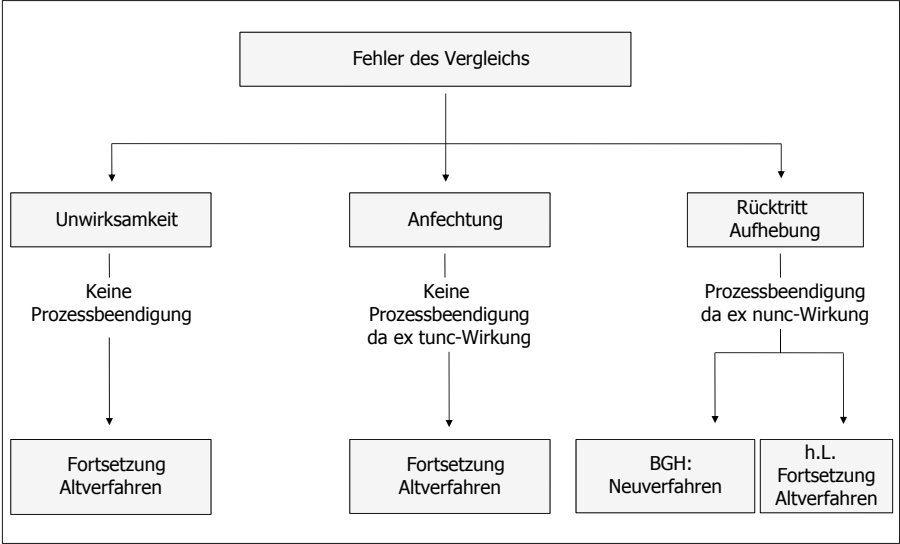 Fehler des Vergleichs
Unwirksamkeit
Anfechtung
Rücktritt
Aufhebung
Keine
Prozessbeendigung
Keine
Prozessbeendigung
da ex tunc-Wirkung
Prozessbeendigung
da ex nunc-Wirkung
Fortsetzung
Altverfahren
Fortsetzung
Altverfahren
BGH:
Neuverfahren
h.L.
Fortsetzung
Altverfahren